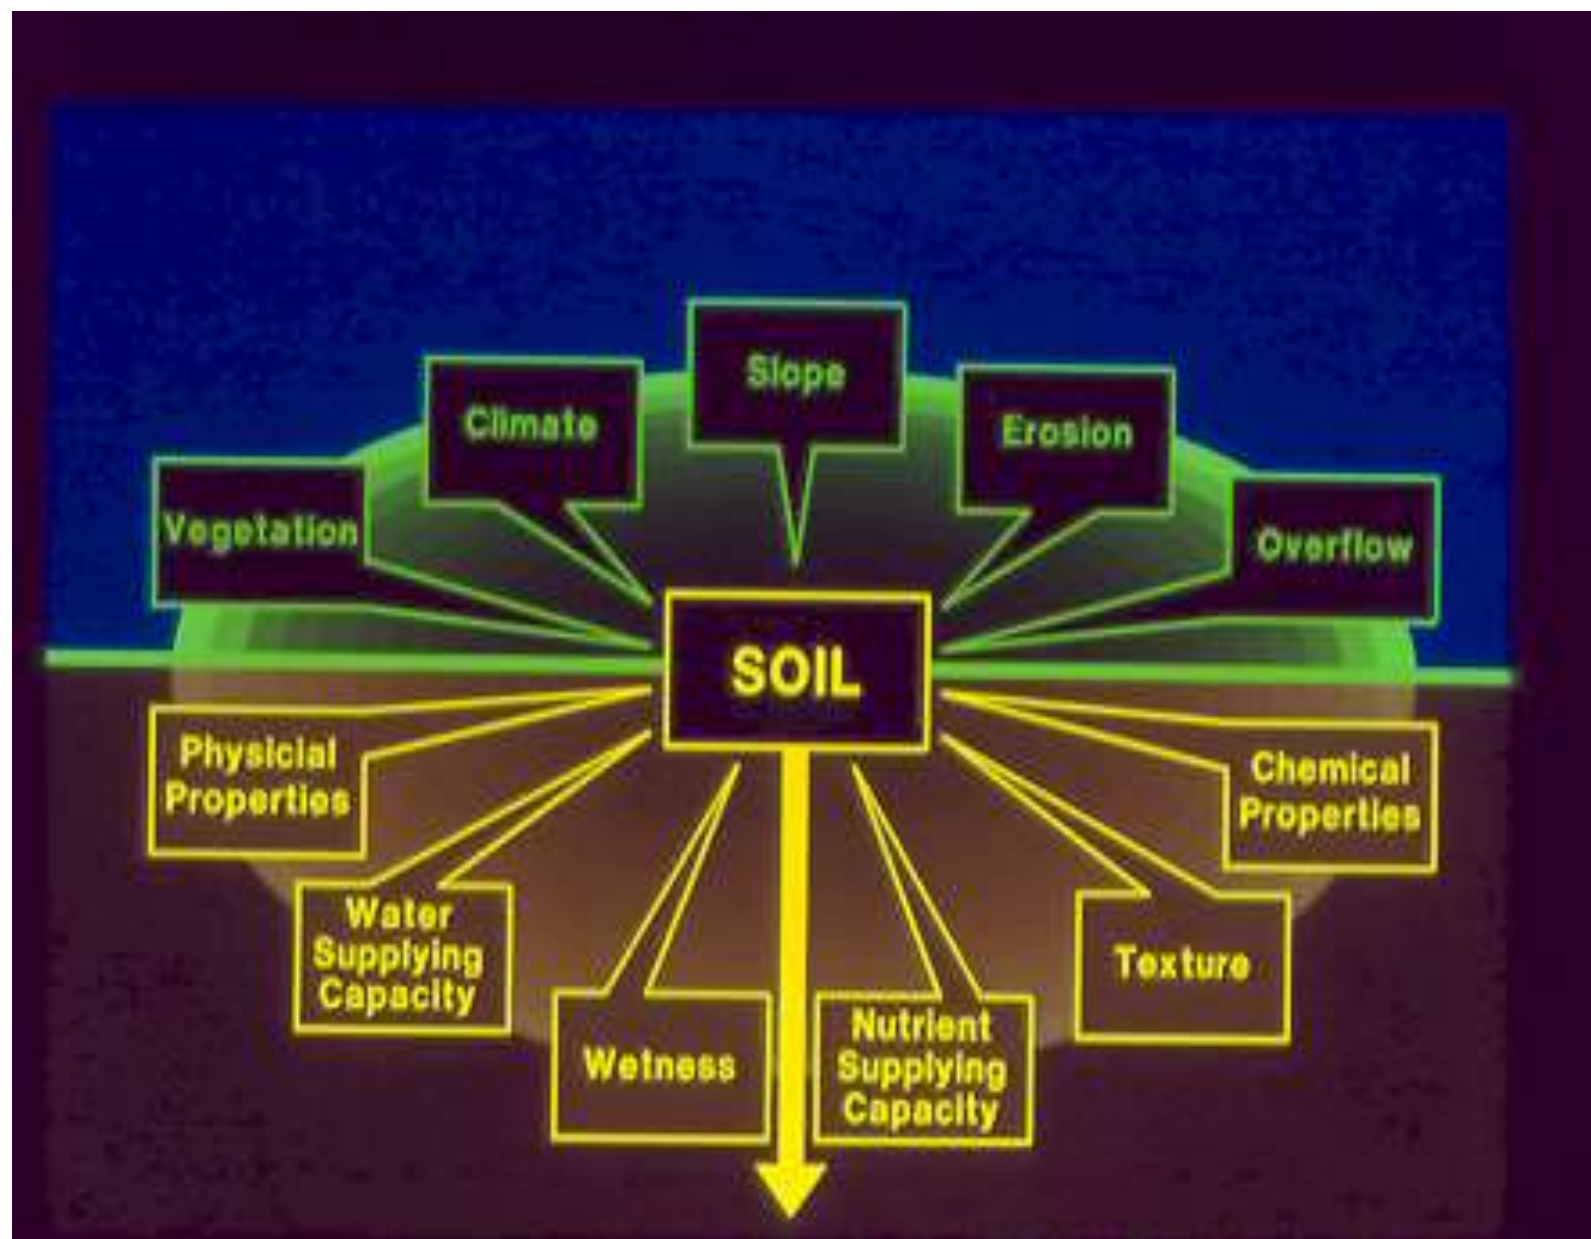 Slope
Climate
Erosion
Vegetation
Overflow
SOIL
Physicial
Properties
Chemical
Properties
Water
Supplying
Capacity
Texture
Wetness
Nutrient
Supplying
Capacity